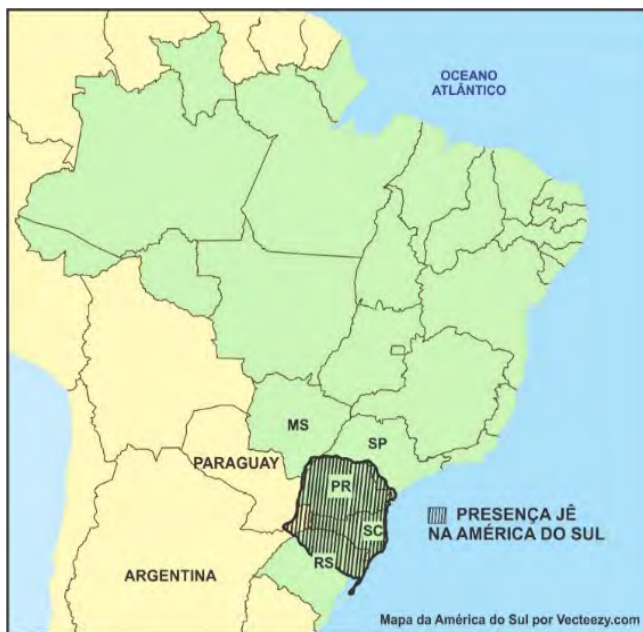 OCEANO
ATLÂNTICO
MS
SP
PARAGUAY
PR
SC
PRESENÇA JÊ
NA AMÉRICA DO SUL
RS
ARGENTINA
Mapa da América do Sul por Vecteezy.com